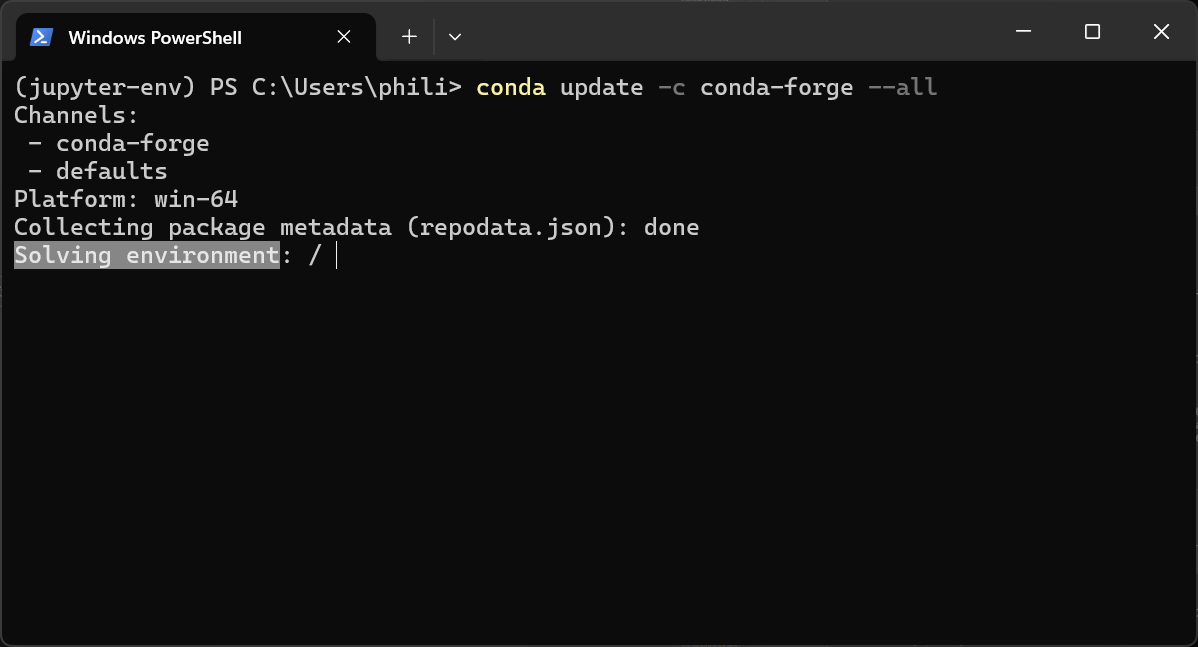 Windows PowerShell
(jupyter-env) PS C:\Users\phili> conda update -c conda-forge --all
Channels:
 - conda-forge
 - defaults
Platform: win-64
Collecting package metadata (repodata.json): done
Solving environment: /